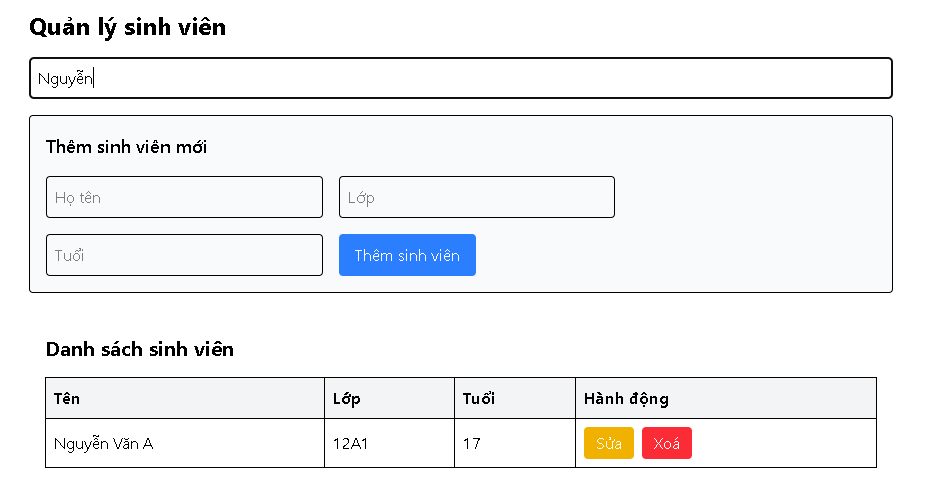 Quản lý sinh viên
Nguyễn
Thêm sinh viên mới
Họ tên Lớp
Tuổi Thêm sinh viên
Danh sách sinh viên
Tên Lớp Tuổi Hành động
Nguyễn Văn A 12A1 17 Sửa Xoá